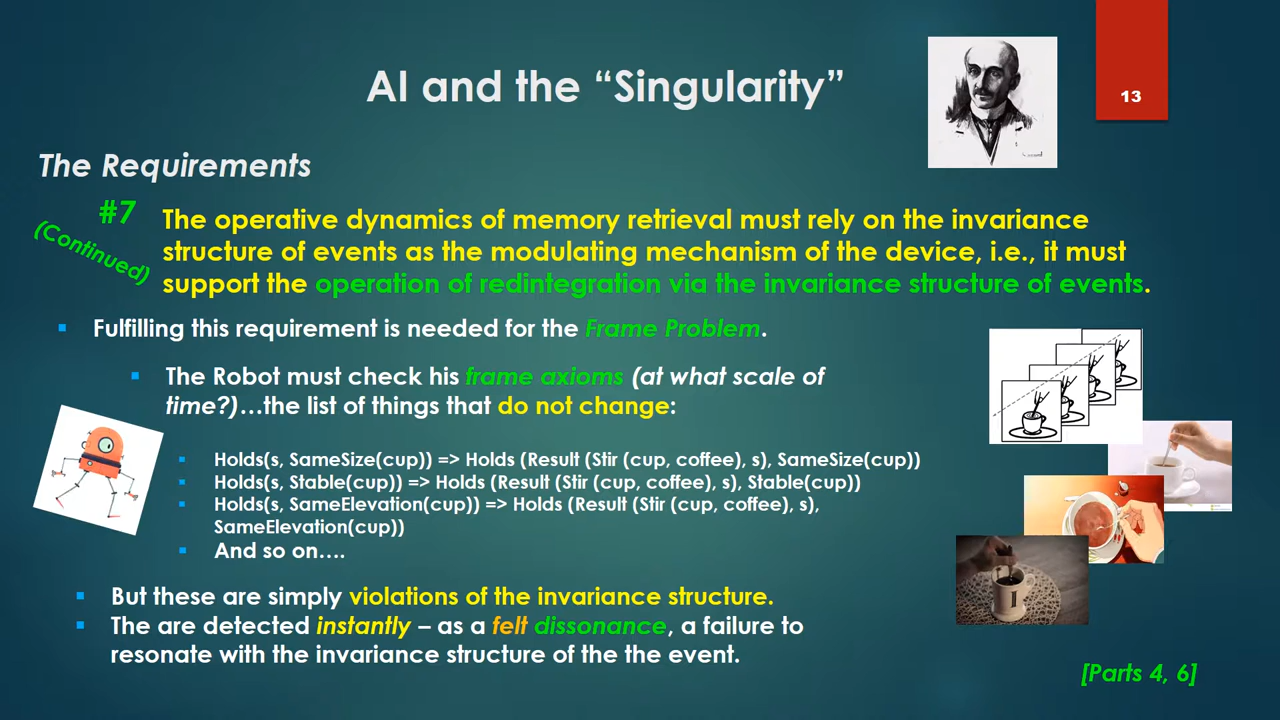 AI and the “Singularity”
13
The Requirements
#7
(Continued)
The operative dynamics of memory retrieval must rely on the invariance
structure of events as the modulating mechanism of the device, i.e., it must
support the operation of redintegration via the invariance structure of events.
Fulfilling this requirement is needed for the Frame Problem.
The Robot must check his frame axioms (at what scale of
time?)…the list of things that do not change:
Holds(s, SameSize(cup)) => Holds (Result (Stir (cup, coffee), s), SameSize(cup))
Holds(s, Stable(cup)) => Holds (Result (Stir (cup, coffee), s), Stable(cup))
Holds(s, SameElevation(cup)) => Holds (Result (Stir (cup, coffee), s),
SameElevation(cup))
And so on….
But these are simply violations of the invariance structure.
The are detected instantly – as a felt dissonance, a failure to
resonate with the invariance structure of the the event.
[Parts 4, 6]